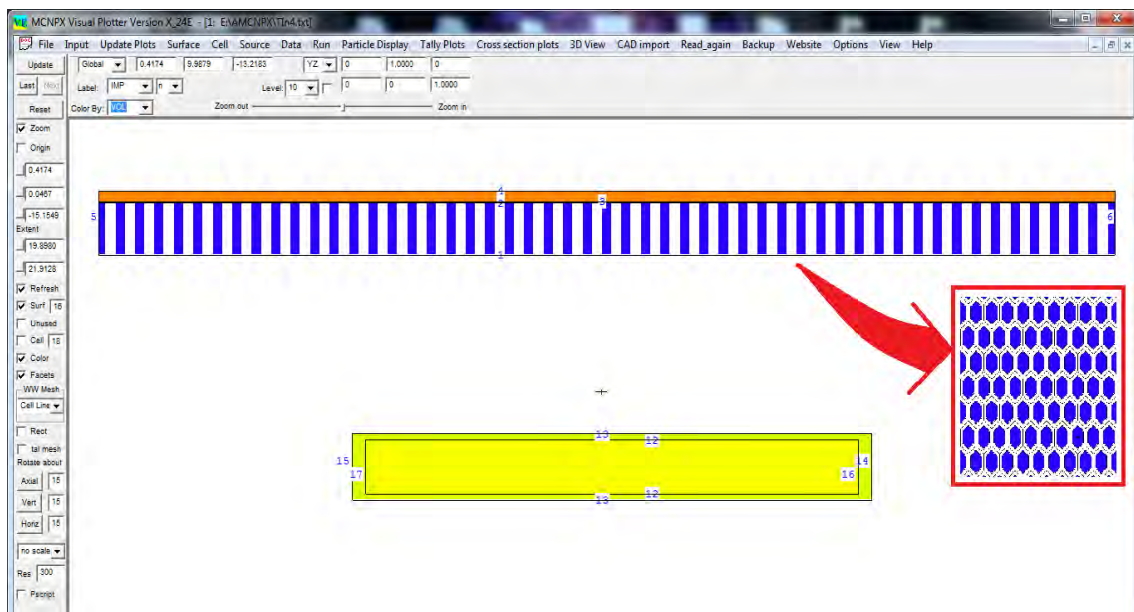 MCNPX Visual Plotter Version X_24E - [1: E:\AMCNPX\TIn4.txt]
File Input Update Plots Surface Cell Source Data Run Particle Display Tally Plots Cross section plots 3D View CAD import Read_again Backup Website Options View Help
Update Global 0.4174 9.9879 -13.2183 YZ 0 1.0000 0
Last Next Label: IMP n Level: 10 0 0 1.0000
Reset Color By: VOL Zoom out Zoom in
Zoom
Origin
0.4174
0.0467
-15.1549
Extent
19.8980
21.9128
Refresh
Surf 16
Unused
Cell 18
Color
Facets
WW Mesh
Cell Line
Rect
tal mesh
Rotate about
Axial 15
Vert 15
Horiz 15
no scale
Res 300
Pscript
4
2 3
5 6
1
13
12
15 14
17 16
12
13